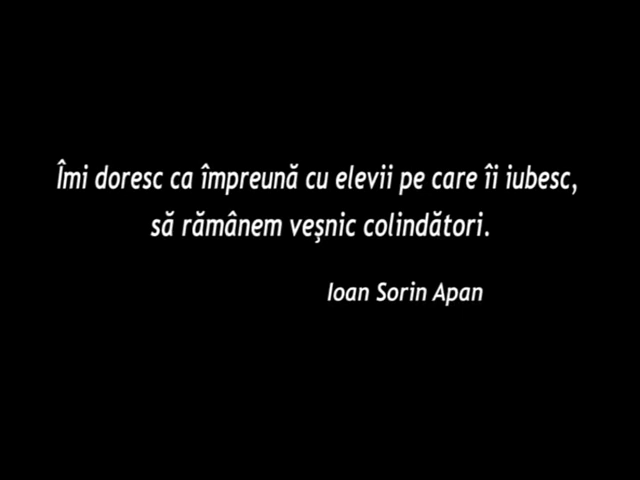 Îmi doresc ca împreună cu elevii pe care îi iubesc,
să rămânem veşnic colindători.
Ioan Sorin Apan